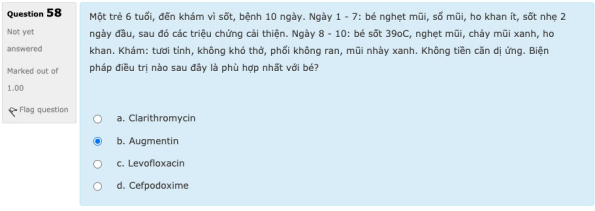 Question 58
Not yet
answered
Marked out of
1.00
Flag question
Một trẻ 6 tuổi, đến khám vì sốt, bệnh 10 ngày. Ngày 1 - 7: bé nghẹt mũi, sổ mũi, ho khan ít, sốt nhẹ 2
ngày đầu, sau đó các triệu chứng cải thiện. Ngày 8 - 10: bé sốt 39oC, nghẹt mũi, chảy mũi xanh, ho
khan. Khám: tươi tỉnh, không khó thở, phổi không ran, mũi nhày xanh. Không tiền căn dị ứng. Biện
pháp điều trị nào sau đây là phù hợp nhất với bé?
a. Clarithromycin
b. Augmentin
c. Levofloxacin
d. Cefpodoxime